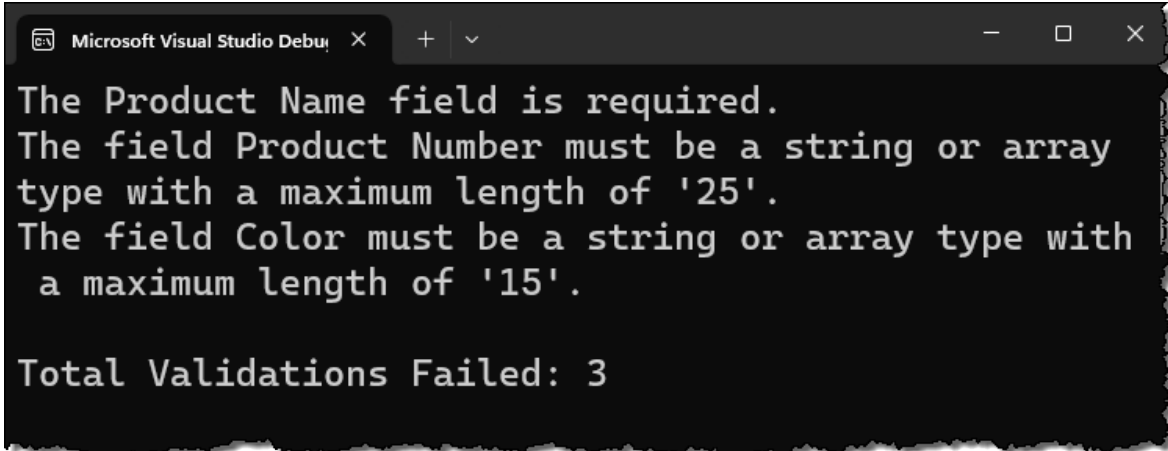 Microsoft Visual Studio Debu
The Product Name field is required.
The field Product Number must be a string or array
type with a maximum length of '25'.
The field Color must be a string or array type with
a maximum length of '15'.
Total Validations Failed: 3